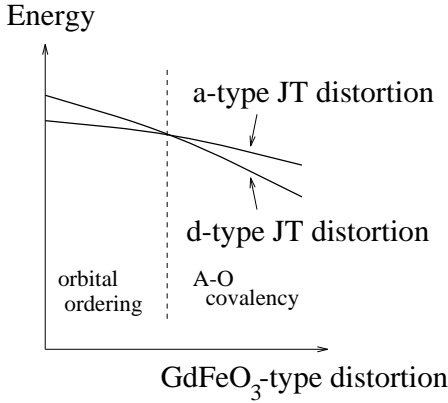 Energy
a-type JT distortion
d-type JT distortion
orbital
ordering
A-O
covalency
GdFeO3-type distortion